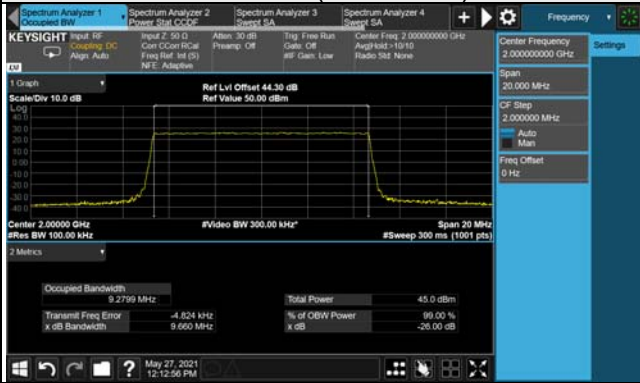 Spectrum Analyzer 1
Occupied BW
Spectrum Analyzer 2
Power Stat CCDF
Spectrum Analyzer 3
Swept SA
Spectrum Analyzer 4
Swept SA
Frequency
KEYSIGHT
Input: RF
Coupling: DC
Align: Auto
Input Z: 50 Ω
Corr CCorr RCal
Freq Ref: Int (S)
NFE: Adaptive
Atten: 30 dB
Preamp: Off
Trig: Free Run
Gate: Off
#IF Gain: Low
Center Freq: 2.000000000 GHz
Avg|Hold:>10/10
Radio Std: None
LXI
Center Frequency
2.000000000 GHz
Settings
Span
20.000 MHz
CF Step
2.000000 MHz
Auto
Man
Freq Offset
0 Hz
1 Graph
Scale/Div 10.0 dB
Ref Lvl Offset 44.30 dB
Ref Value 50.00 dBm
Log
40.0
30.0
20.0
10.0
0.00
-10.0
-20.0
-30.0
-40.0
Center 2.00000 GHz
#Res BW 100.00 kHz
#Video BW 300.00 kHz*
Span 20 MHz
#Sweep 300 ms (1001 pts)
2 Metrics
Occupied Bandwidth
9.2799 MHz
Total Power
45.0 dBm
Transmit Freq Error
-4.824 kHz
% of OBW Power
99.00 %
x dB Bandwidth
9.660 MHz
x dB
-26.00 dB
?
May 27, 2021
12:12:56 PM